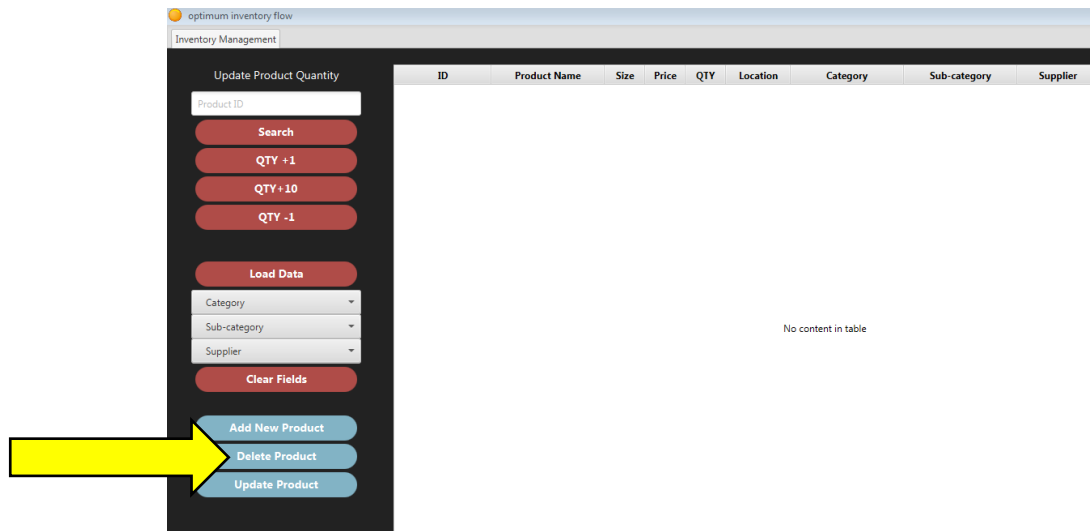 optimum inventory flow
Inventory Management
Update Product Quantity
Product ID
Search
QTY +1
QTY+10
QTY -1
Load Data
Category
Sub-category
Supplier
Clear Fields
Add New Product
Delete Product
Update Product
ID Product Name Size Price QTY Location Category Sub-category Supplier
No content in table